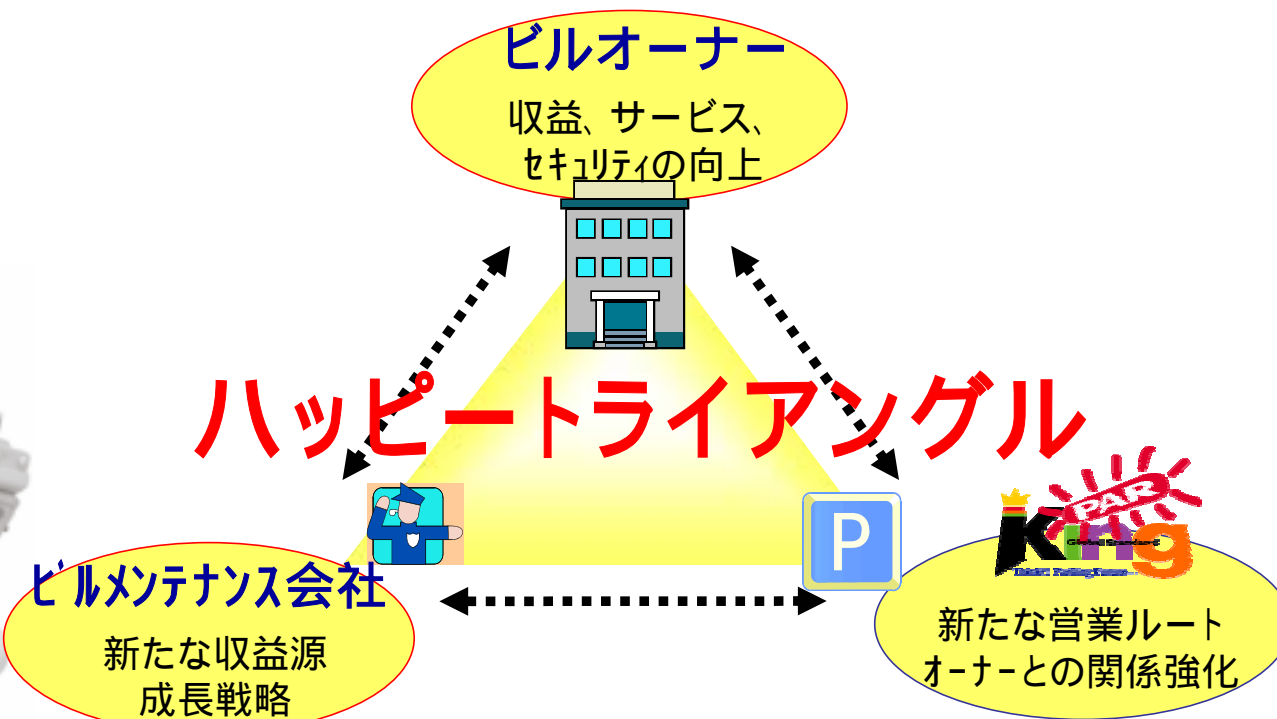 ビルオーナー
収益、サービス、
ｾｷｭﾘﾃｨの向上
ハッピートライアングル
PAR
King
P
ﾋﾞﾙﾒﾝﾃﾅﾝｽ会社
新たな収益源
成長戦略
新たな営業ルート
ｵｰﾅｰとの関係強化